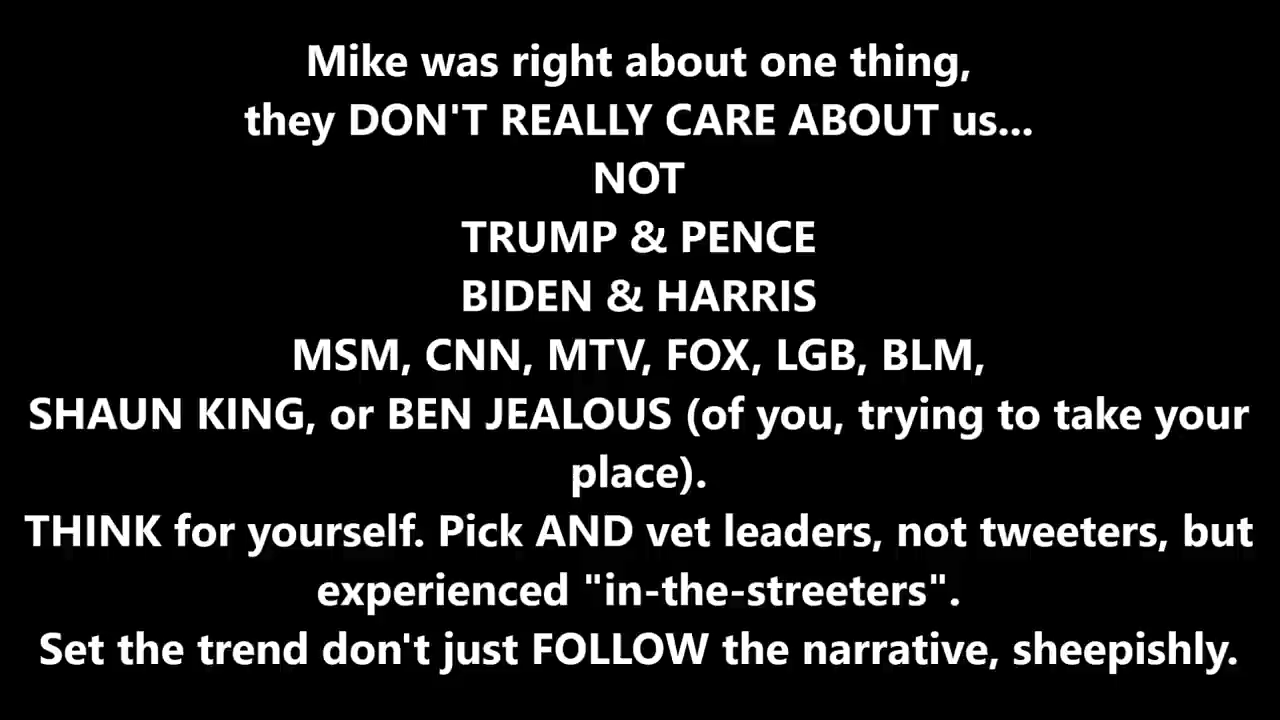 Mike was right about one thing,
they DON'T REALLY CARE ABOUT us...
NOT
TRUMP & PENCE
BIDEN & HARRIS
MSM, CNN, MTV, FOX, LGB, BLM,
SHAUN KING, or BEN JEALOUS (of you, trying to take your
place).
THINK for yourself. Pick AND vet leaders, not tweeters, but
experienced "in-the-streeters".
Set the trend don't just FOLLOW the narrative, sheepishly.